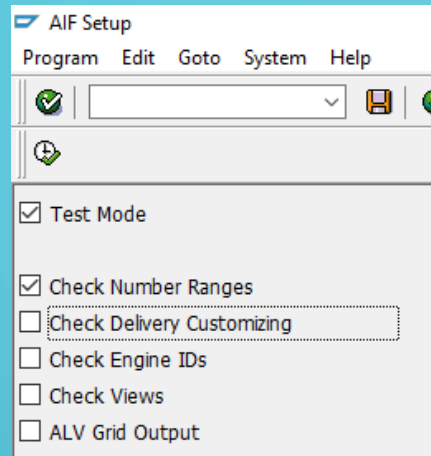 AIF Setup
Program Edit Goto System Help
Test Mode
Check Number Ranges
Check Delivery Customizing
Check Engine IDs
Check Views
ALV Grid Output